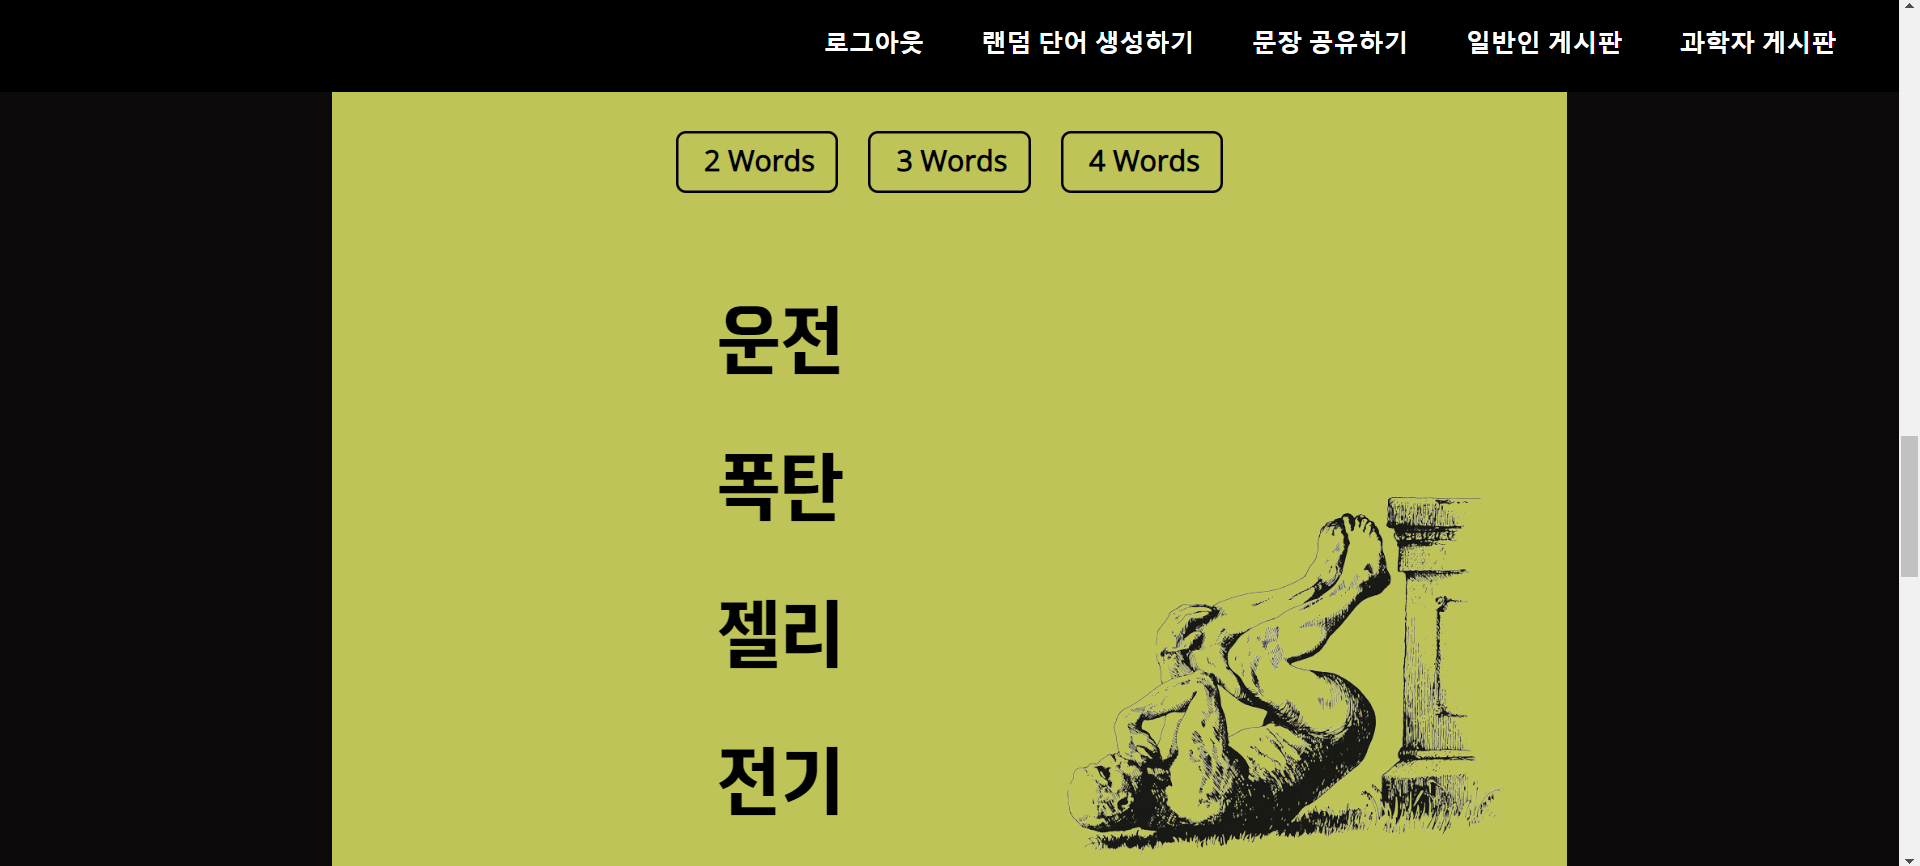 로그아웃 랜덤 단어 생성하기 문장 공유하기 일반인 게시판 과학자 게시판
2 Words 3 Words 4 Words
운전
폭탄
젤리
전기